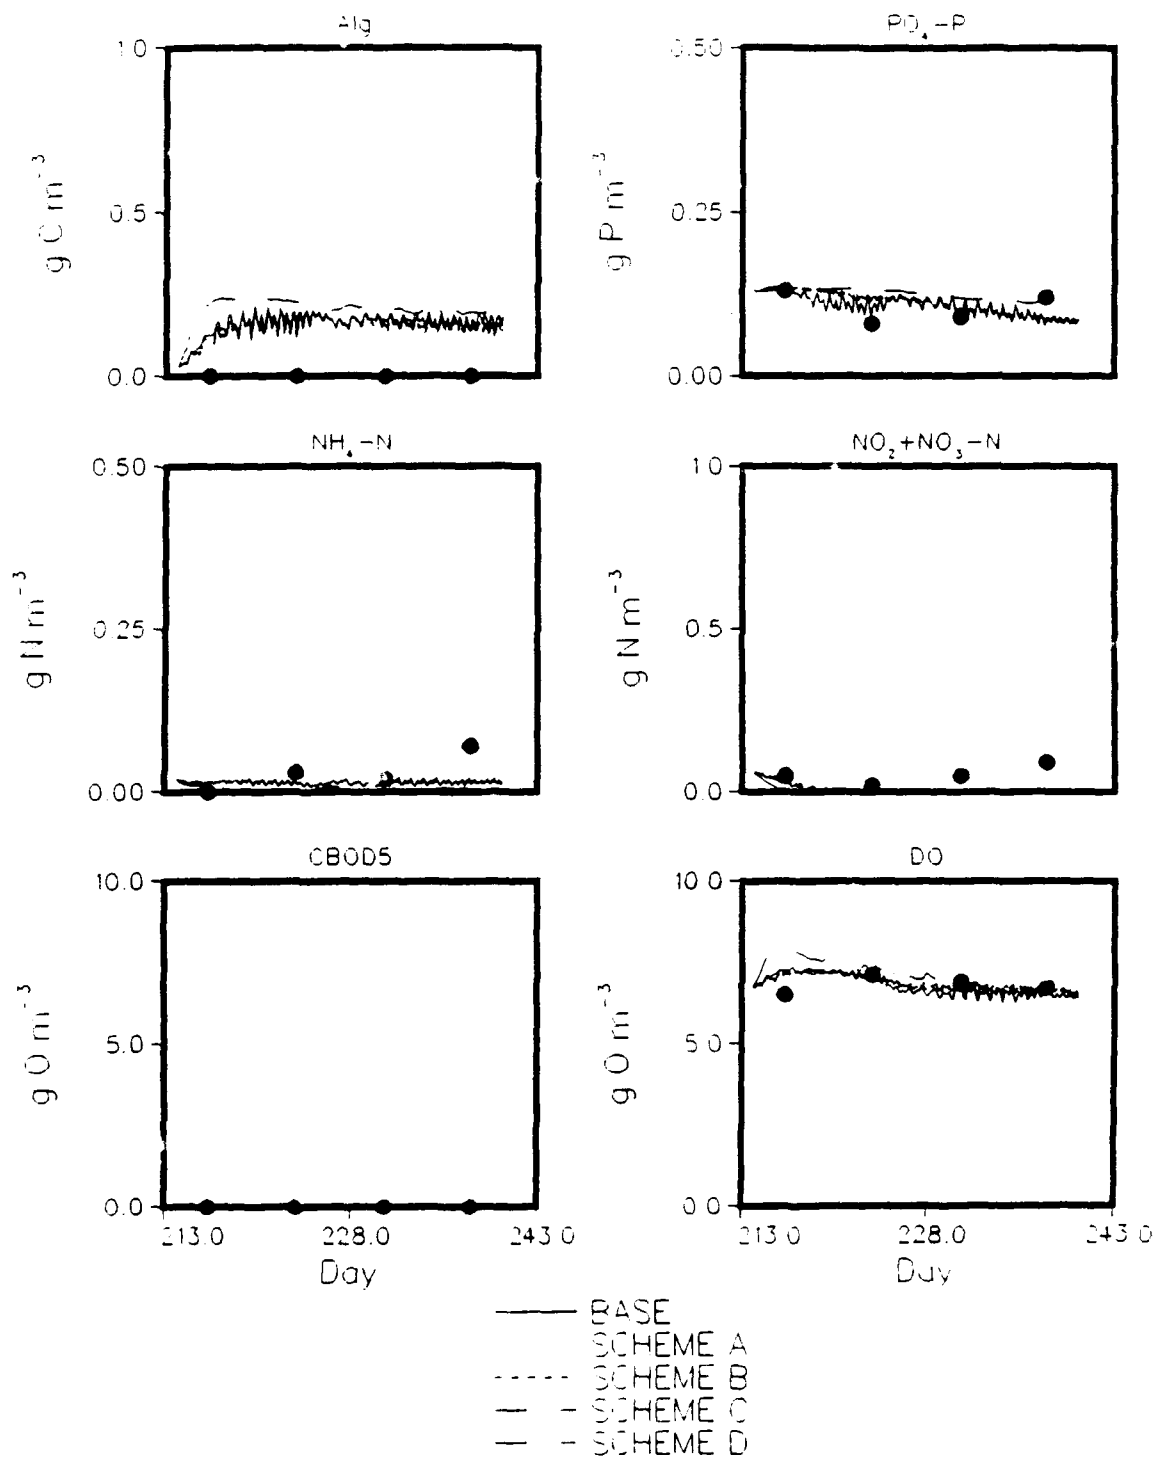 Alg
1.0
0.5
0.0
g C m⁻³
PO₄-P
0.50
0.25
0.00
g P m⁻³
NH₄-N
0.50
0.25
0.00
g N m⁻³
NO₂+NO₃-N
1.0
0.5
0.0
g N m⁻³
CBOD5
10.0
5.0
0.0
g O m⁻³
213.0 228.0 243.0
Day
DO
10.0
5.0
0.0
g O m⁻³
213.0 228.0 243.0
Day
BASE
SCHEME A
SCHEME B
SCHEME C
SCHEME D